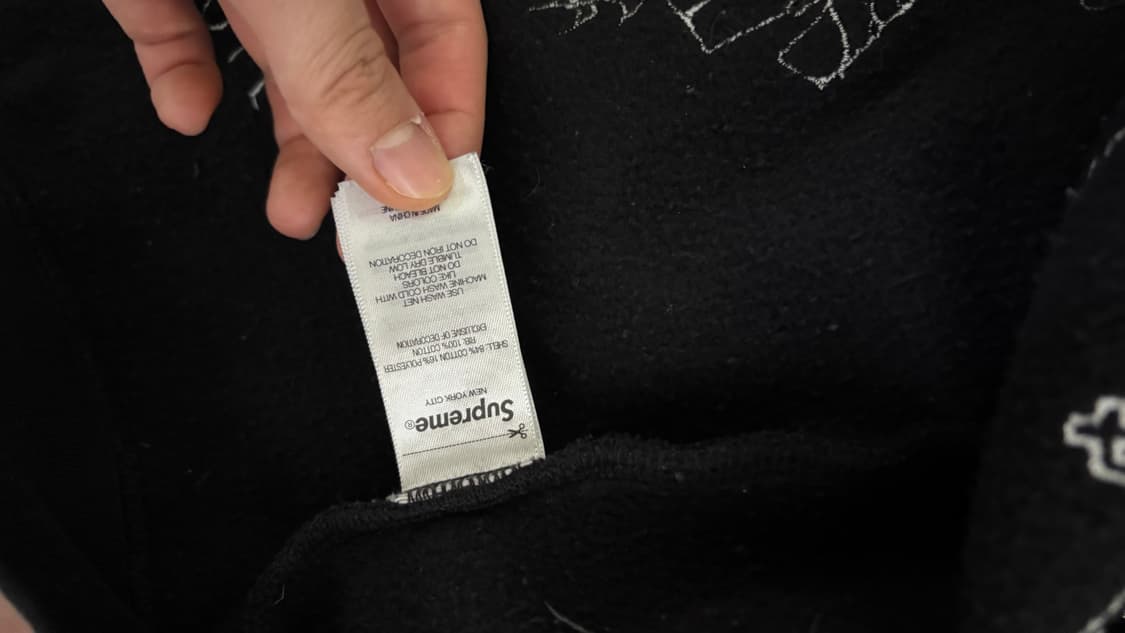 Supreme®
NEW YORK CITY
SHELL: 84% COTTON 16% POLYESTER
RIB: 100% COTTON
EXCLUSIVE OF DECORATION
USE WASH NET
MACHINE WASH COLD WITH
LIKE COLORS
DO NOT BLEACH
TUMBLE DRY LOW
DO NOT IRON DECORATION
MADE IN CHINA